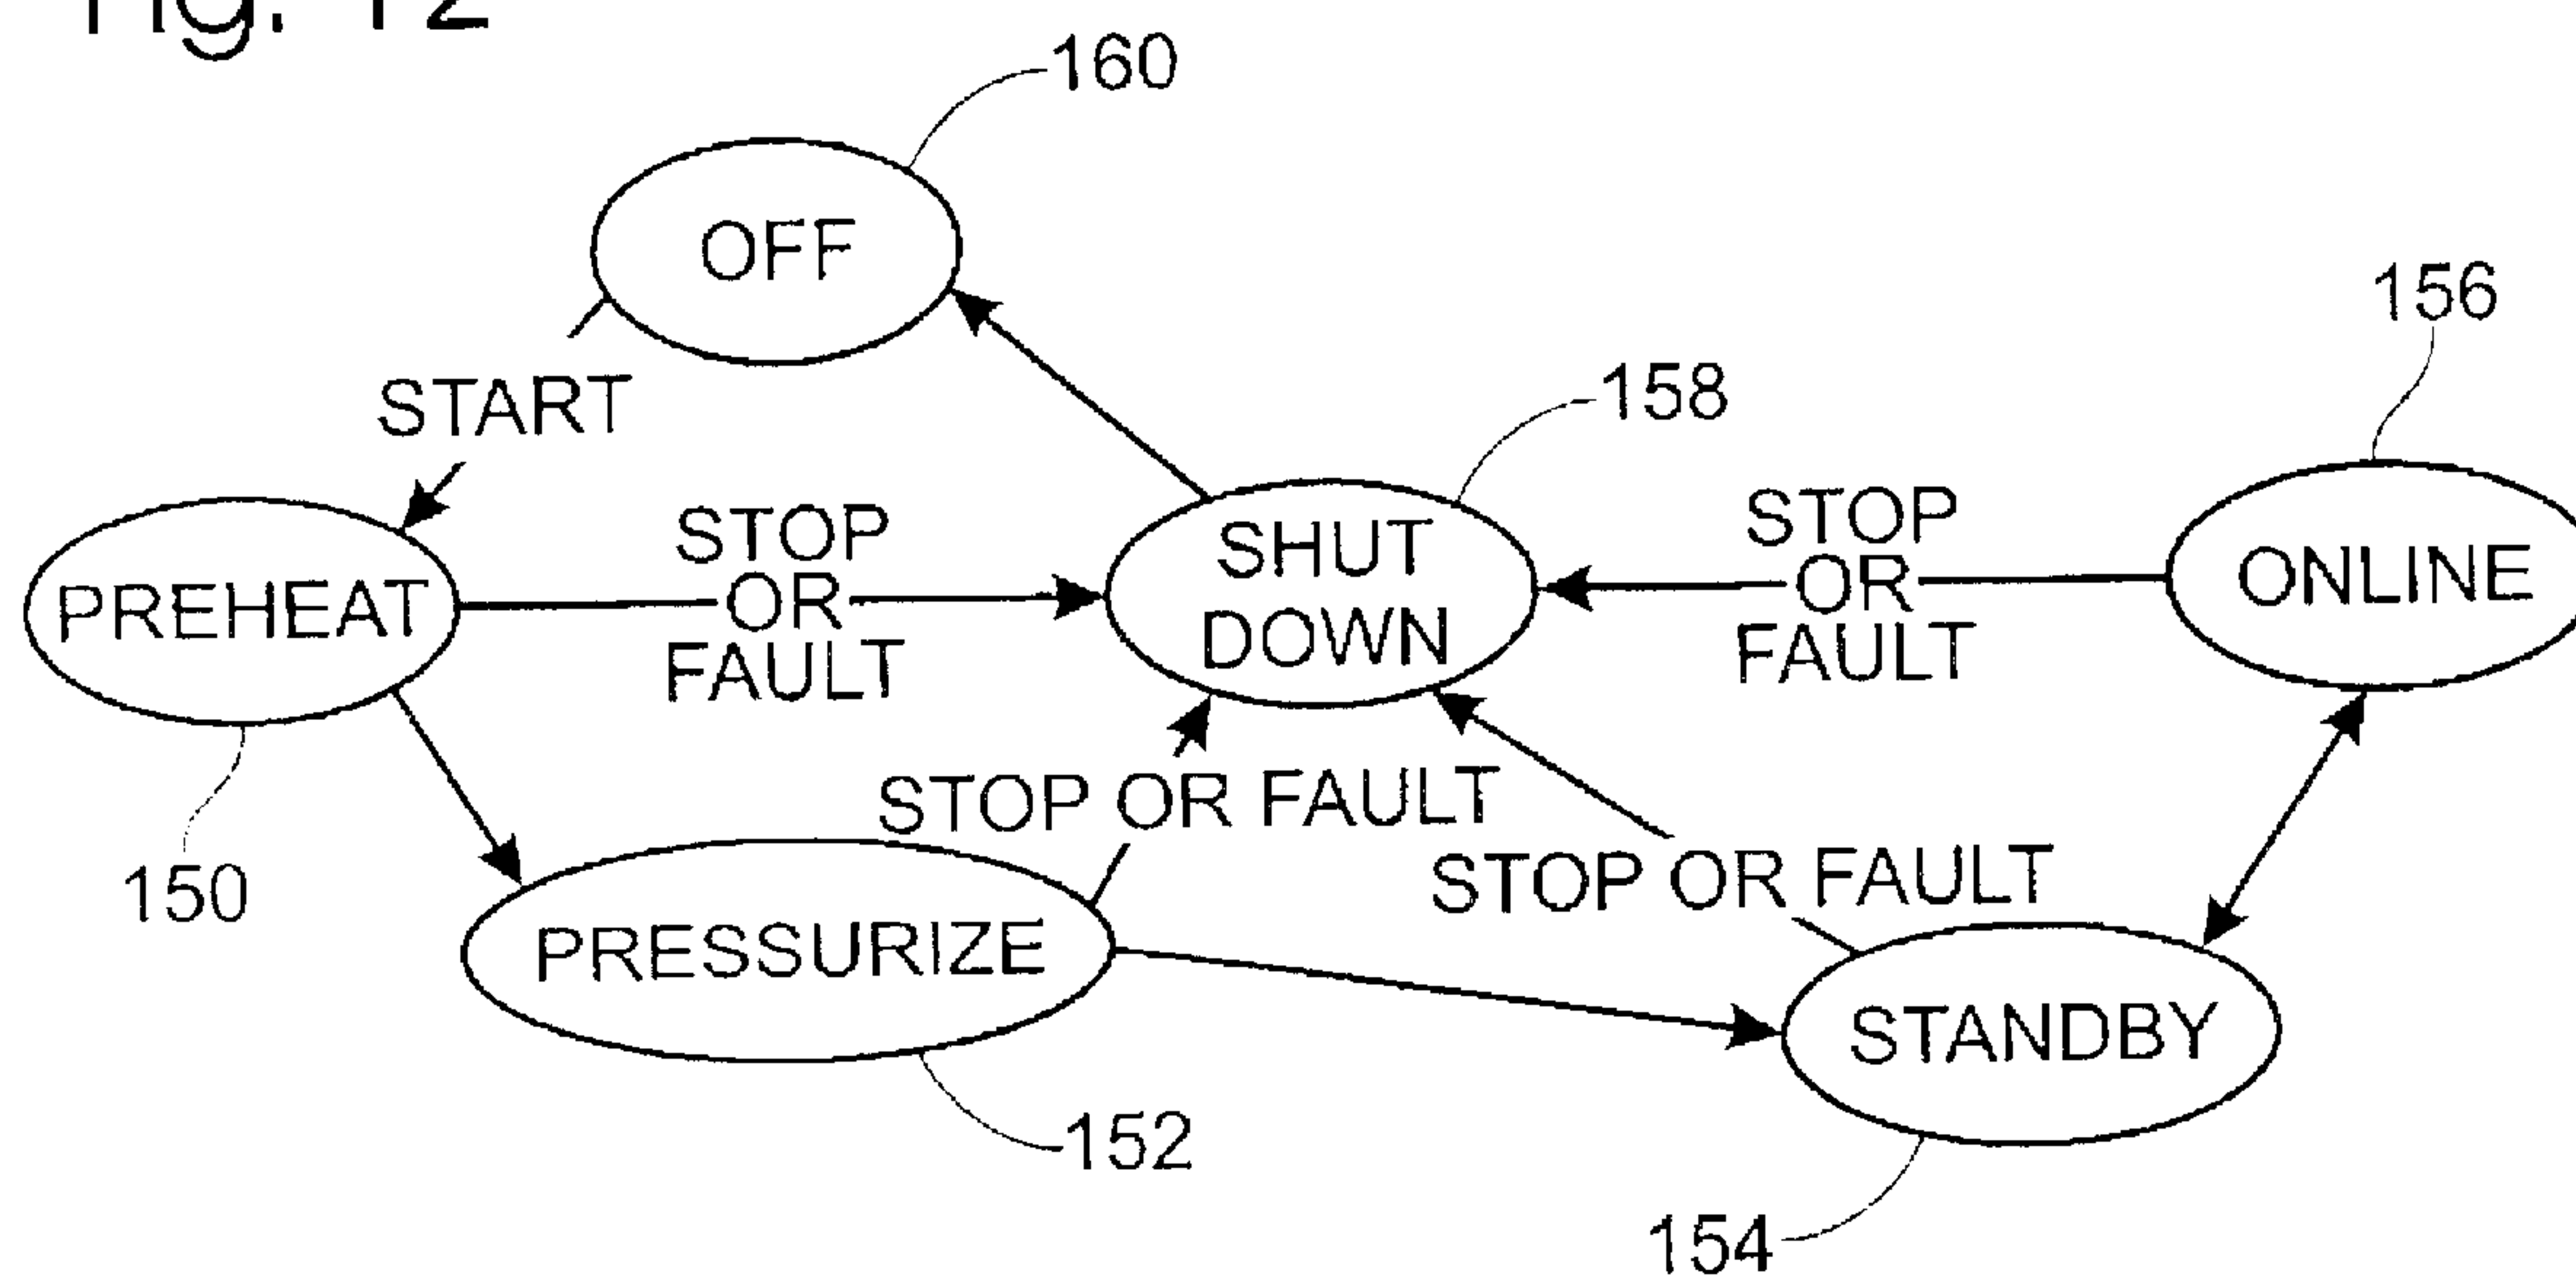 Fig. 12
160
OFF
156
START
158
STOP
OR
FAULT
SHUT
DOWN
STOP
OR
FAULT
ONLINE
PREHEAT
STOP OR FAULT
STOP OR FAULT
150
PRESSURIZE
STANDBY
152
154